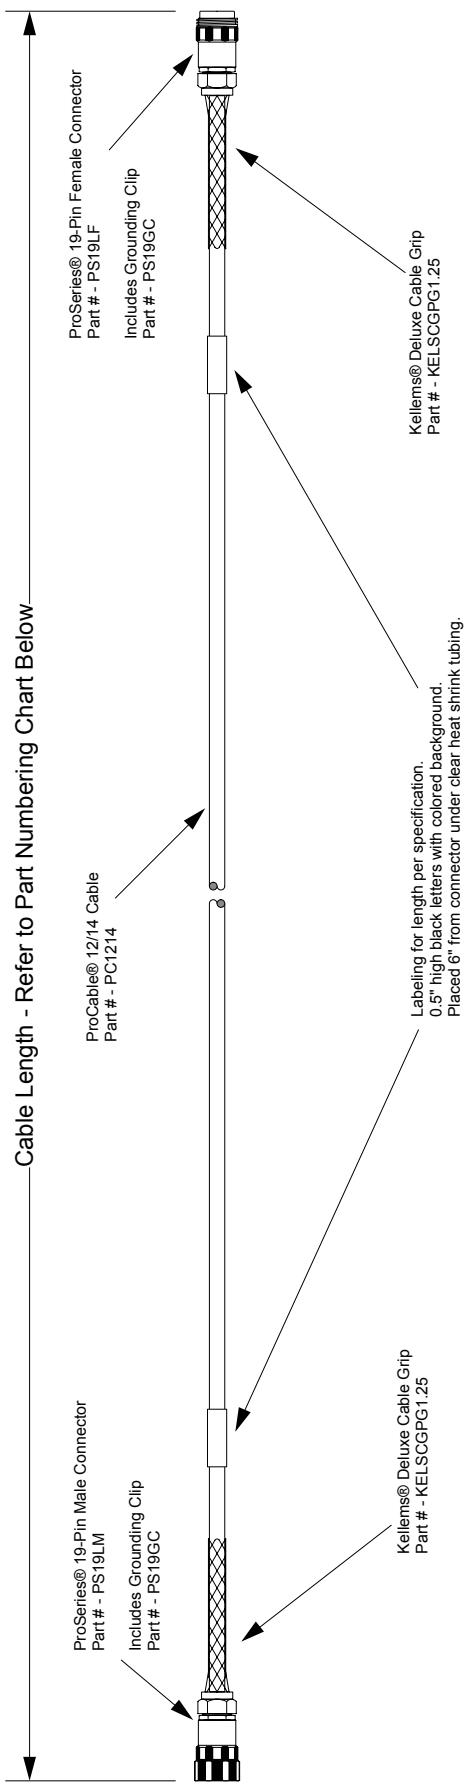 Cable Length - Refer to Part Numbering Chart Below
ProSeries® 19-Pin Male Connector
Part # - PS19LM
Includes Grounding Clip
Part # - PS19GC
ProCable® 12/14 Cable
Part # - PC1214
ProSeries® 19-Pin Female Connector
Part # - PS19LF
Includes Grounding Clip
Part # - PS19GC
Kellems® Deluxe Cable Grip
Part # - KELSCGPG1.25
Labeling for length per specification.
0.5" high black letters with colored background.
Placed 6" from connector under clear heat shrink tubing.
Kellems® Deluxe Cable Grip
Part # - KELSCGPG1.25